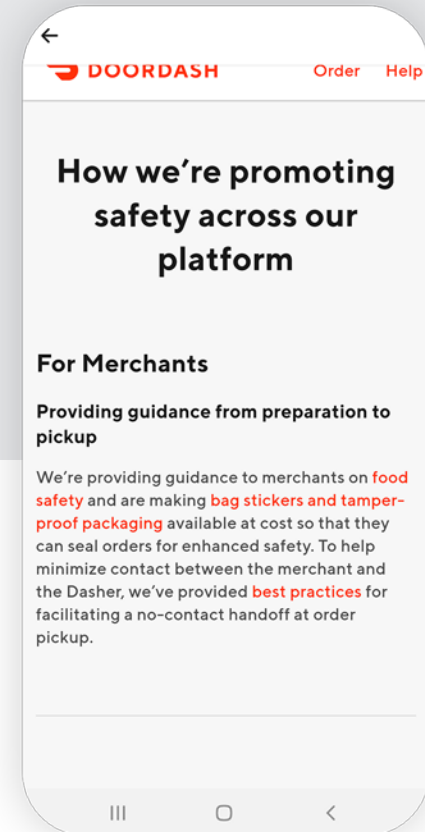 DOORDASH Order Help
How we're promoting
safety across our
platform
For Merchants
Providing guidance from preparation to
pickup
We're providing guidance to merchants on food
safety and are making bag stickers and tamper-
proof packaging available at cost so that they
can seal orders for enhanced safety. To help
minimize contact between the merchant and
the Dasher, we've provided best practices for
facilitating a no-contact handoff at order
pickup.